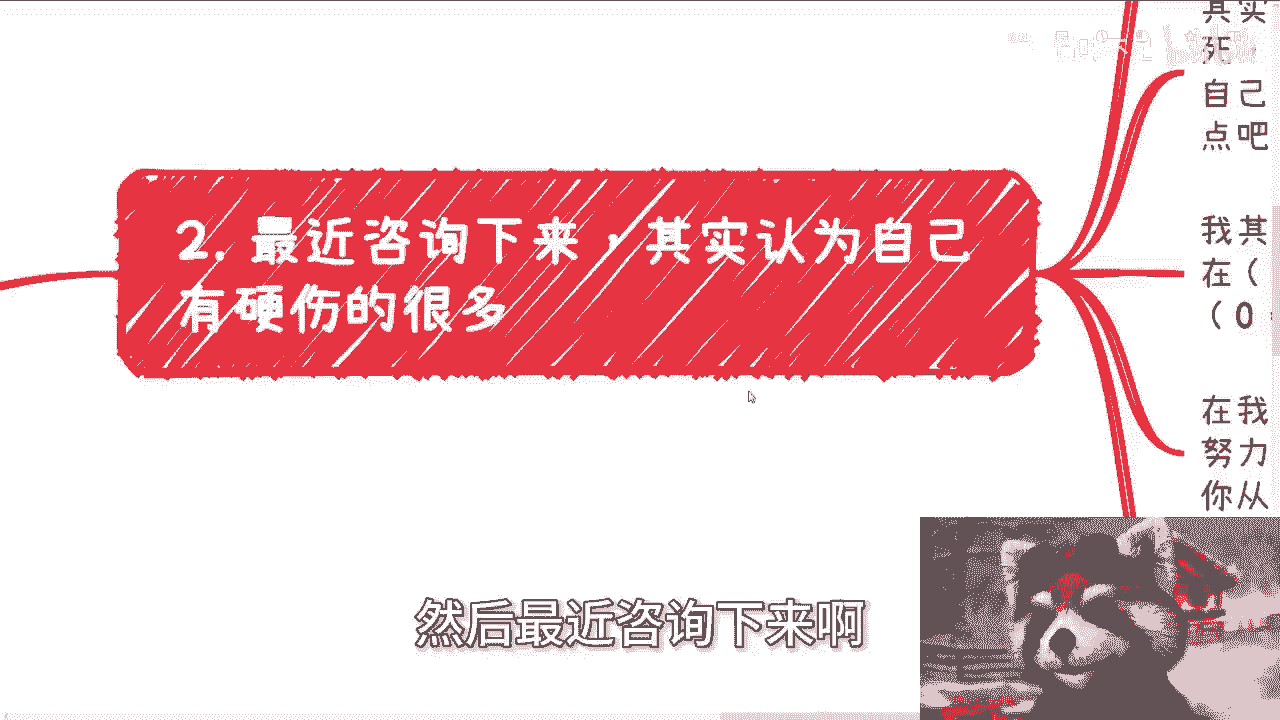 其实
死，
自己
点吧
2. 最近咨询下来，其实认为自己
有硬伤的很多
我其
在（
（0
在我
努力
你从
然后最近咨询下来啊